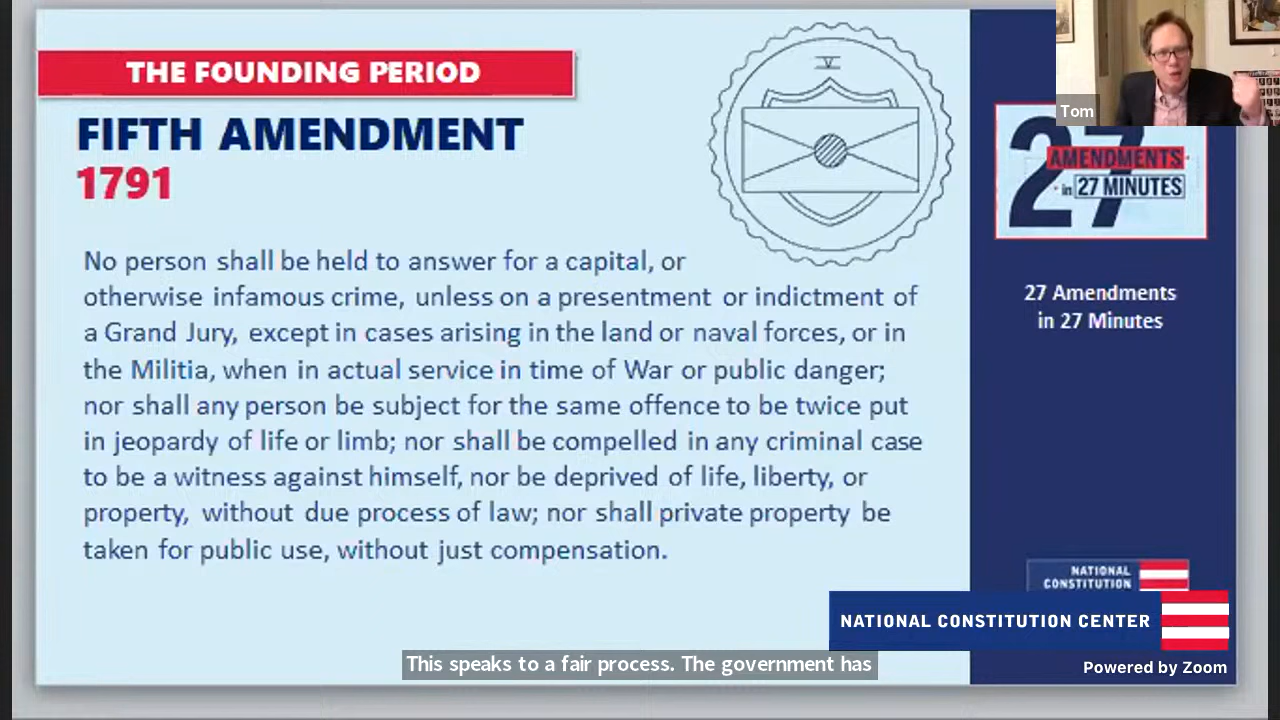 THE FOUNDING PERIOD
FIFTH AMENDMENT
1791
V
No person shall be held to answer for a capital, or
otherwise infamous crime, unless on a presentment or indictment of
a Grand Jury, except in cases arising in the land or naval forces, or in
the Militia, when in actual service in time of War or public danger;
nor shall any person be subject for the same offence to be twice put
in jeopardy of life or limb; nor shall be compelled in any criminal case
to be a witness against himself, nor be deprived of life, liberty, or
property, without due process of law; nor shall private property be
taken for public use, without just compensation.
Tom
27
AMENDMENTS
in 27 MINUTES
27 Amendments
in 27 Minutes
NATIONAL
CONSTITUTION
NATIONAL CONSTITUTION CENTER
This speaks to a fair process. The government has
Powered by Zoom